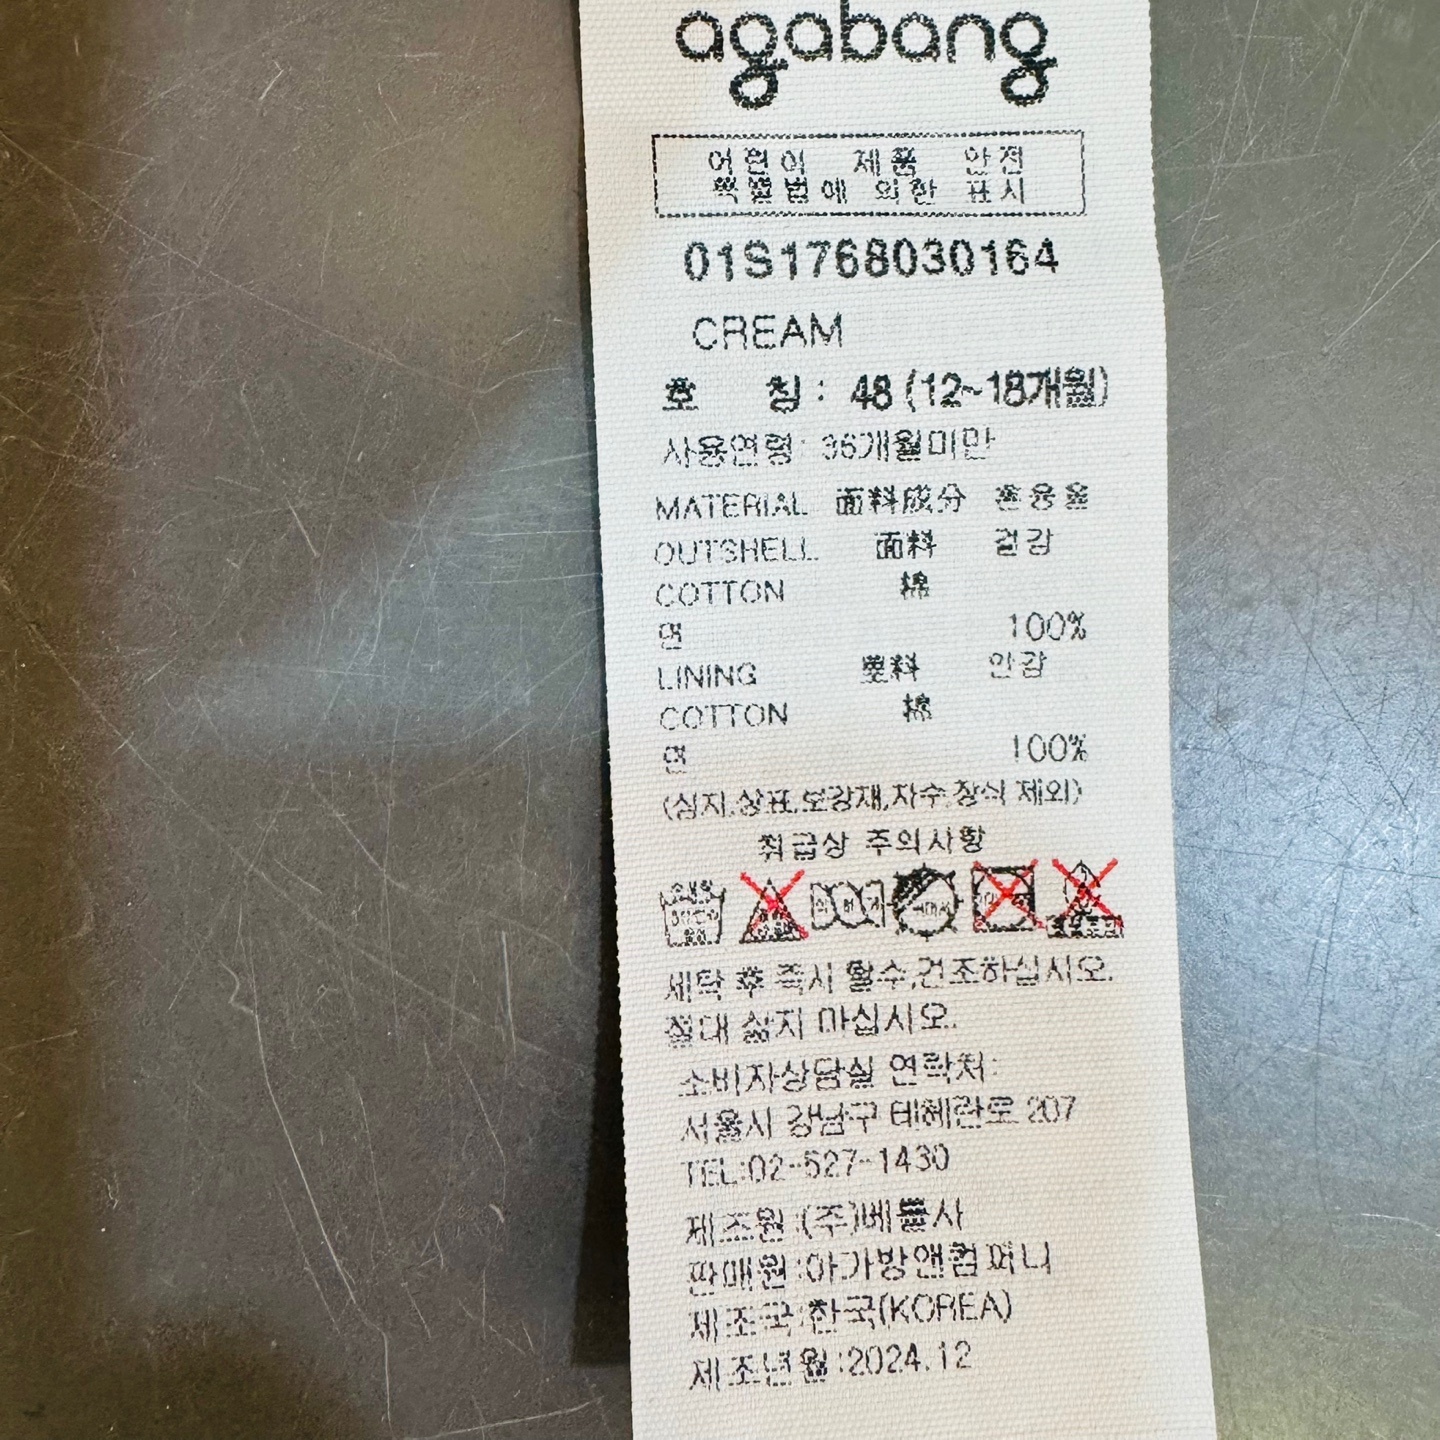 agabang
어린이 제품 안전
특별법에 의한 표시
01S1768030164
CREAM
호 칭 : 48 (12~18개월)
사용연령: 36개월미만
MATERIAL 面料成分 혼용율
OUTSHELL 面料 겉감
COTTON 棉
면 100%
LINING 里料 안감
COTTON 棉
면 100%
(심지,상표,보강재,자수,장식 제외)
취급상 주의사항
세탁 후 즉시 탈수,건조하십시오.
절대 삶지 마십시오.
소비자상담실 연락처:
서울시 강남구 테헤란로 207
TEL:02-527-1430
제조원:(주)베틀사
판매원:아가방앤컴퍼니
제조국:한국(KOREA)
제조년월:2024.12